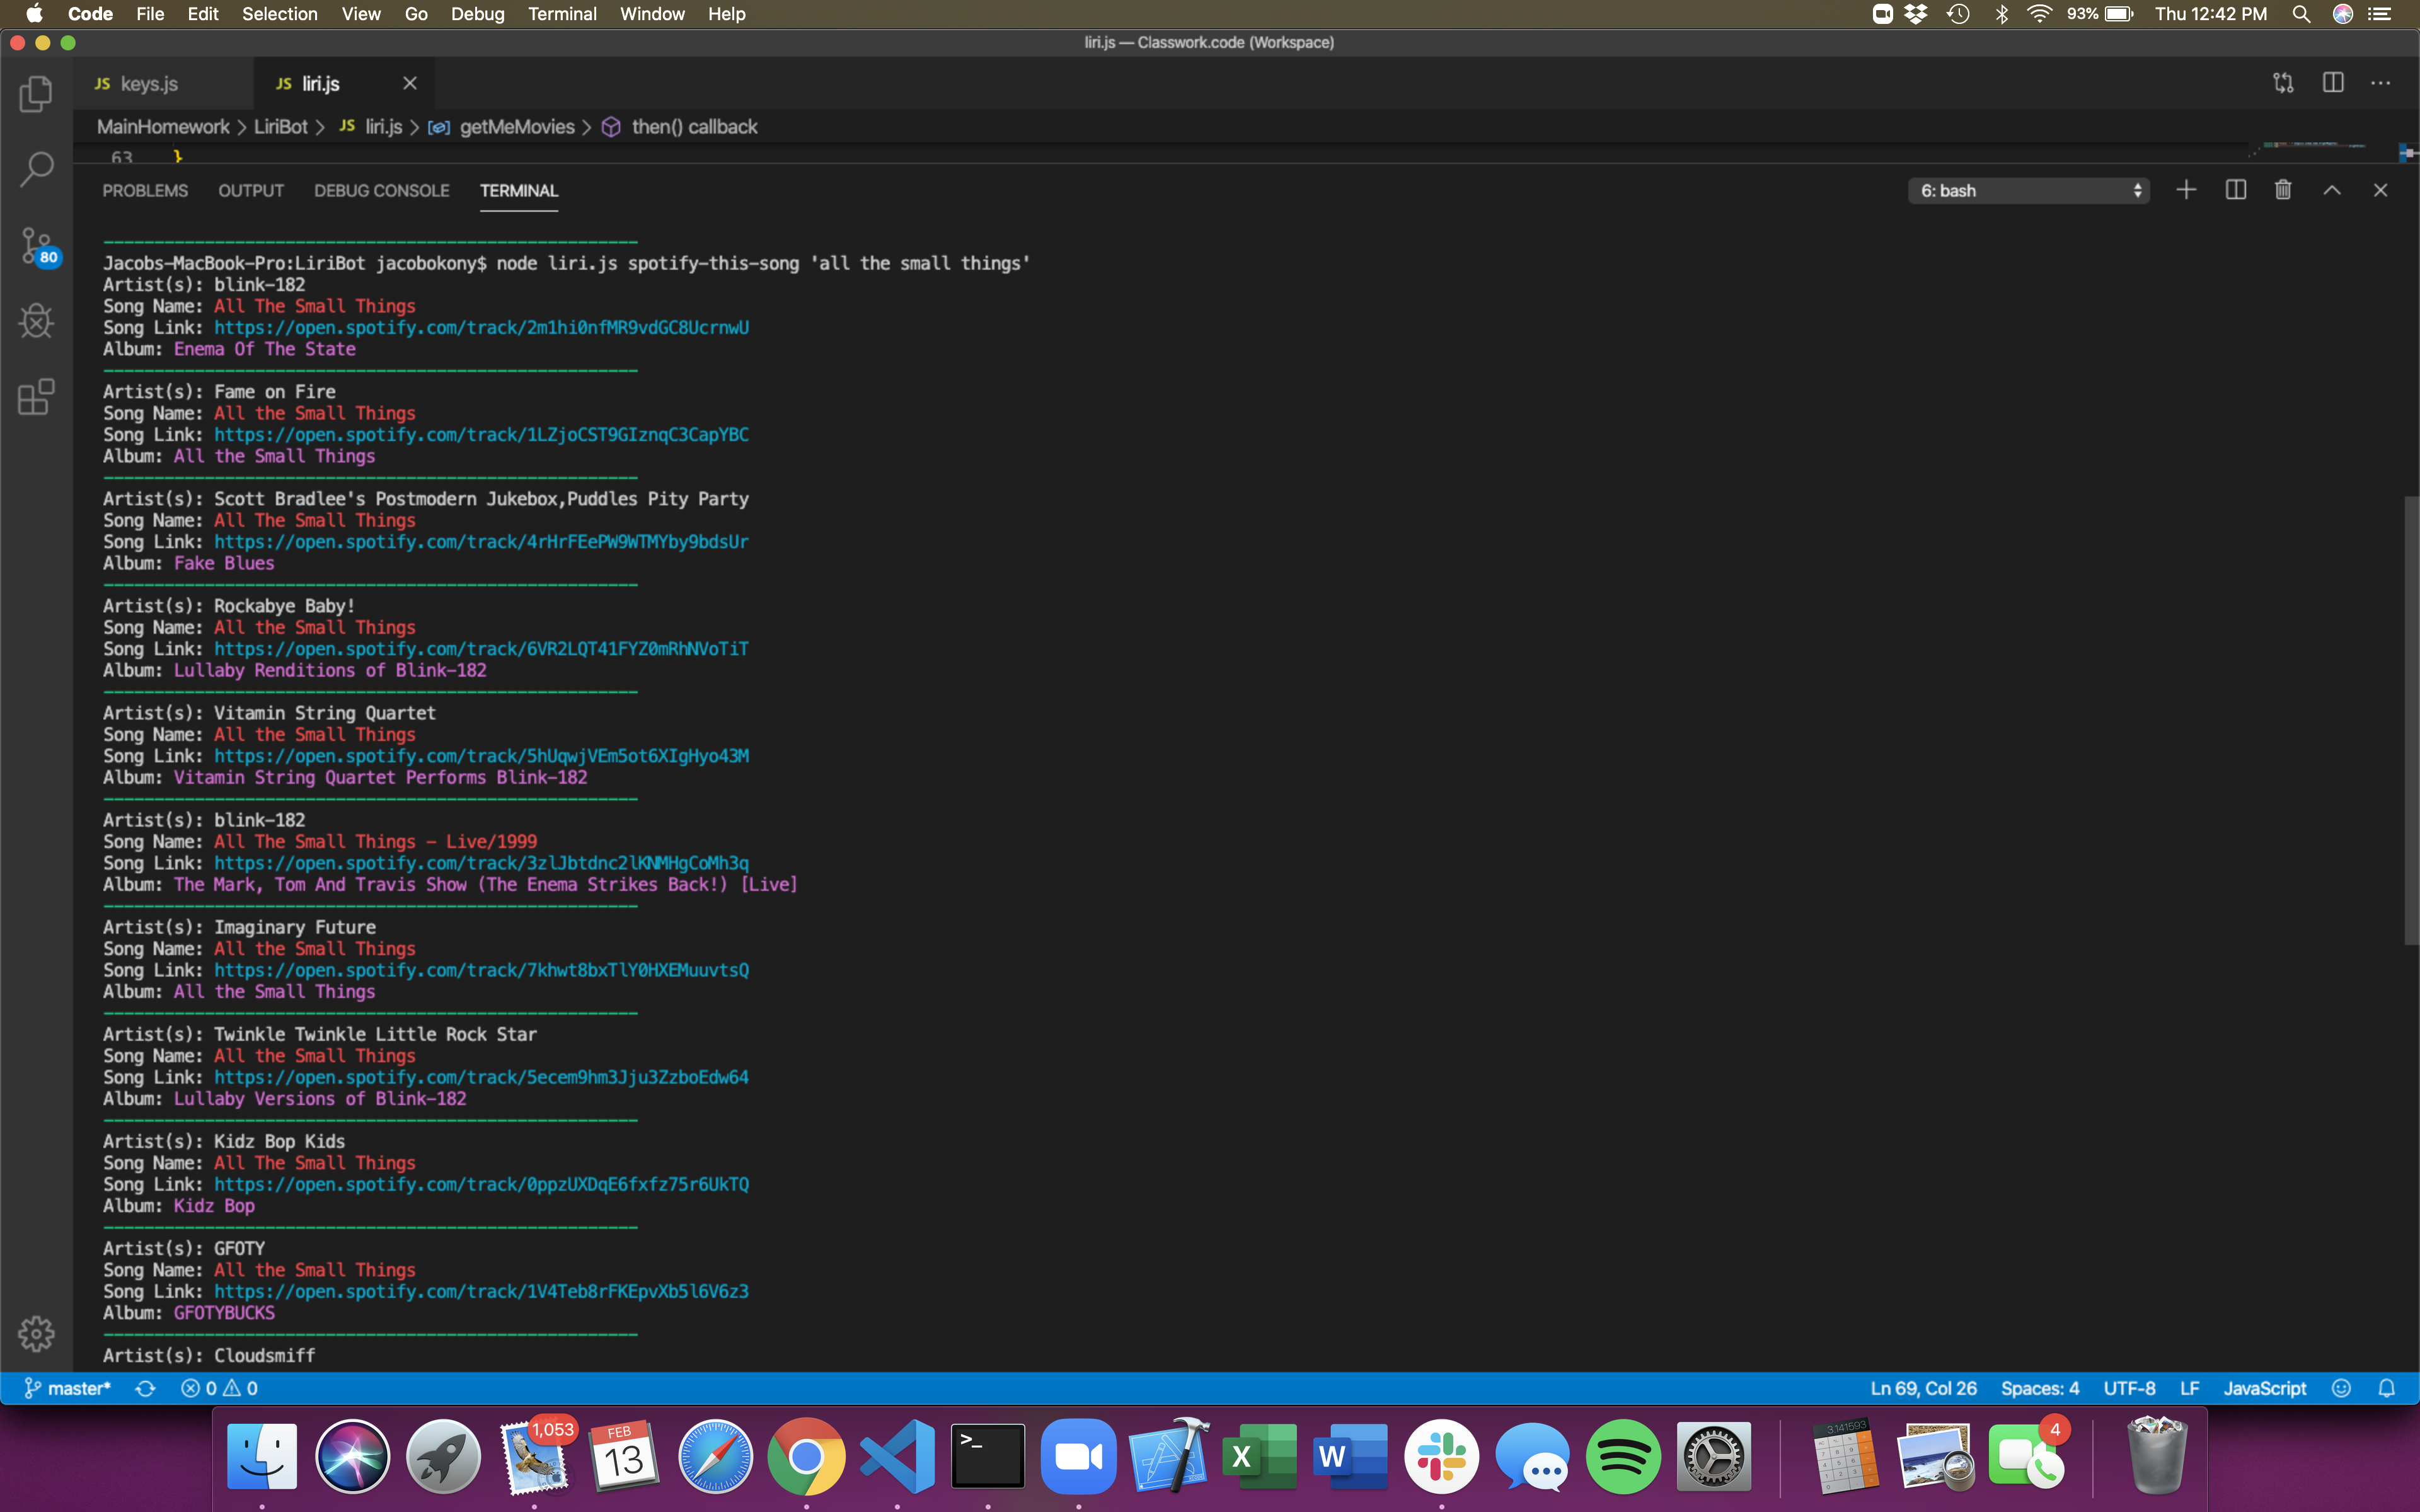 Code File Edit Selection View Go Debug Terminal Window Help 93% Thu 12:42 PM
liri.js — Classwork.code (Workspace)
JS keys.js JS liri.js
MainHomework > LiriBot > JS liri.js > getMeMovies > then() callback
63 }
PROBLEMS OUTPUT DEBUG CONSOLE TERMINAL 6: bash
80
Jacobs-MacBook-Pro:LiriBot jacobokony$ node liri.js spotify-this-song 'all the small things'
Artist(s): blink-182
Song Name: All The Small Things
Song Link: https://open.spotify.com/track/2m1hi0nfMR9vdGC8UcrnwU
Album: Enema Of The State
Artist(s): Fame on Fire
Song Name: All the Small Things
Song Link: https://open.spotify.com/track/1LZjoCST9GIznqC3CapYBC
Album: All the Small Things
Artist(s): Scott Bradlee's Postmodern Jukebox,Puddles Pity Party
Song Name: All The Small Things
Song Link: https://open.spotify.com/track/4rHrFEePW9WTMYby9bdsUr
Album: Fake Blues
Artist(s): Rockabye Baby!
Song Name: All the Small Things
Song Link: https://open.spotify.com/track/6VR2LQT41FYZ0mRhNVoTiT
Album: Lullaby Renditions of Blink-182
Artist(s): Vitamin String Quartet
Song Name: All the Small Things
Song Link: https://open.spotify.com/track/5hUqwjVEm5ot6XIgHyo43M
Album: Vitamin String Quartet Performs Blink-182
Artist(s): blink-182
Song Name: All The Small Things - Live/1999
Song Link: https://open.spotify.com/track/3zlJbtdnc2lKNMHgCoMh3q
Album: The Mark, Tom And Travis Show (The Enema Strikes Back!) [Live]
Artist(s): Imaginary Future
Song Name: All the Small Things
Song Link: https://open.spotify.com/track/7khwt8bxTlY0HXEMuuvtsQ
Album: All the Small Things
Artist(s): Twinkle Twinkle Little Rock Star
Song Name: All the Small Things
Song Link: https://open.spotify.com/track/5ecem9hm3Jju3ZzboEdw64
Album: Lullaby Versions of Blink-182
Artist(s): Kidz Bop Kids
Song Name: All The Small Things
Song Link: https://open.spotify.com/track/0ppzUXDqE6fxfz75r6UkTQ
Album: Kidz Bop
Artist(s): GFOTY
Song Name: All the Small Things
Song Link: https://open.spotify.com/track/1V4Teb8rFKEpvXb5l6V6z3
Album: GFOTYBUCKS
Artist(s): Cloudsmiff
master* 0 0 Ln 69, Col 26 Spaces: 4 UTF-8 LF JavaScript
1,053 FEB 13 >_ X W 3.141593 4